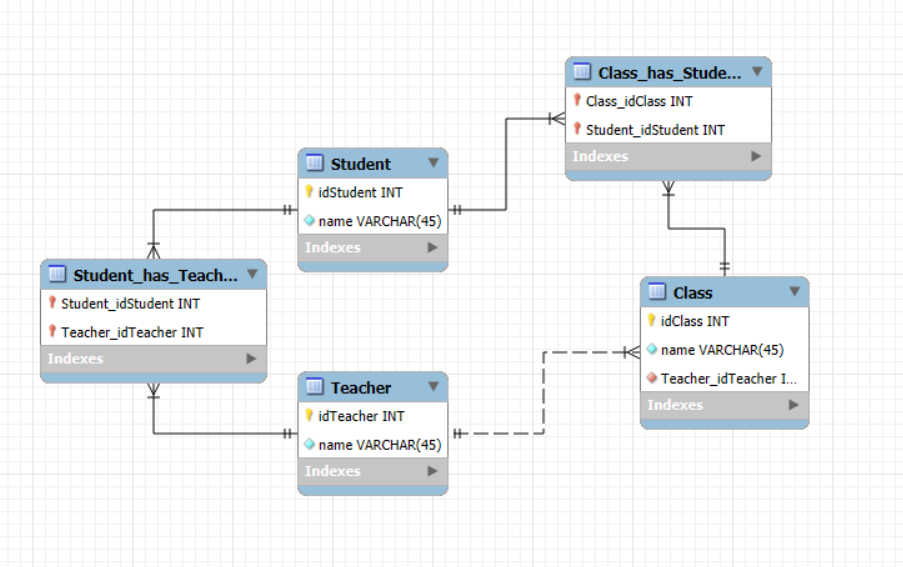 Class_has_Stude...
Class_idClass INT
Student_idStudent INT
Indexes
Student
idStudent INT
name VARCHAR(45)
Indexes
Student_has_Teach...
Student_idStudent INT
Teacher_idTeacher INT
Indexes
Class
idClass INT
name VARCHAR(45)
Teacher_idTeacher I...
Indexes
Teacher
idTeacher INT
name VARCHAR(45)
Indexes